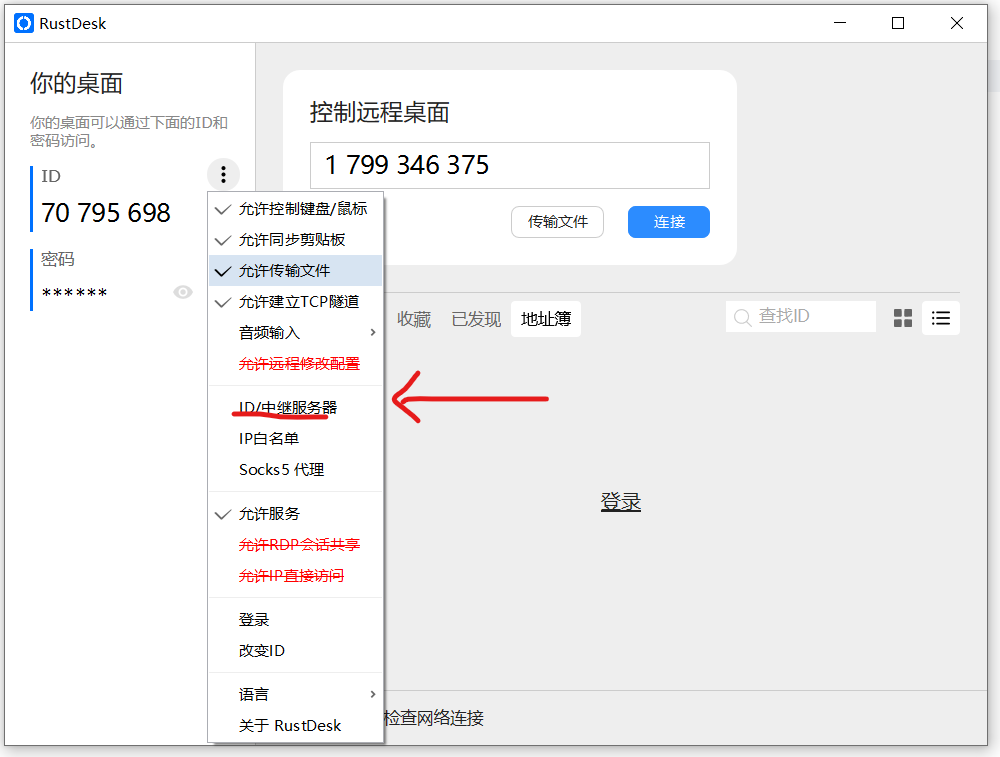 RustDesk
你的桌面
你的桌面可以通过下面的ID和
密码访问。
ID
70 795 698
密码
******
控制远程桌面
1 799 346 375
传输文件
连接
允许控制键盘/鼠标
允许同步剪贴板
允许传输文件
允许建立TCP隧道
音频输入
允许远程修改配置
ID/中继服务器
IP白名单
Socks5 代理
允许服务
允许RDP会话共享
允许IP直接访问
登录
改变ID
语言
关于 RustDesk
收藏
已发现
地址簿
查找ID
登录
检查网络连接